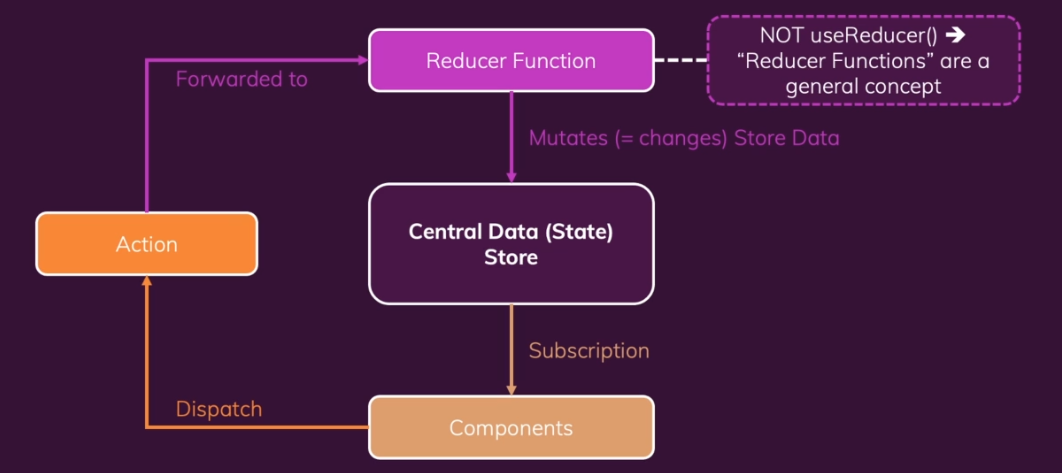 Reducer Function
NOT useReducer() ➔
“Reducer Functions” are a
general concept
Forwarded to
Mutates (= changes) Store Data
Action
Central Data (State)
Store
Subscription
Dispatch
Components